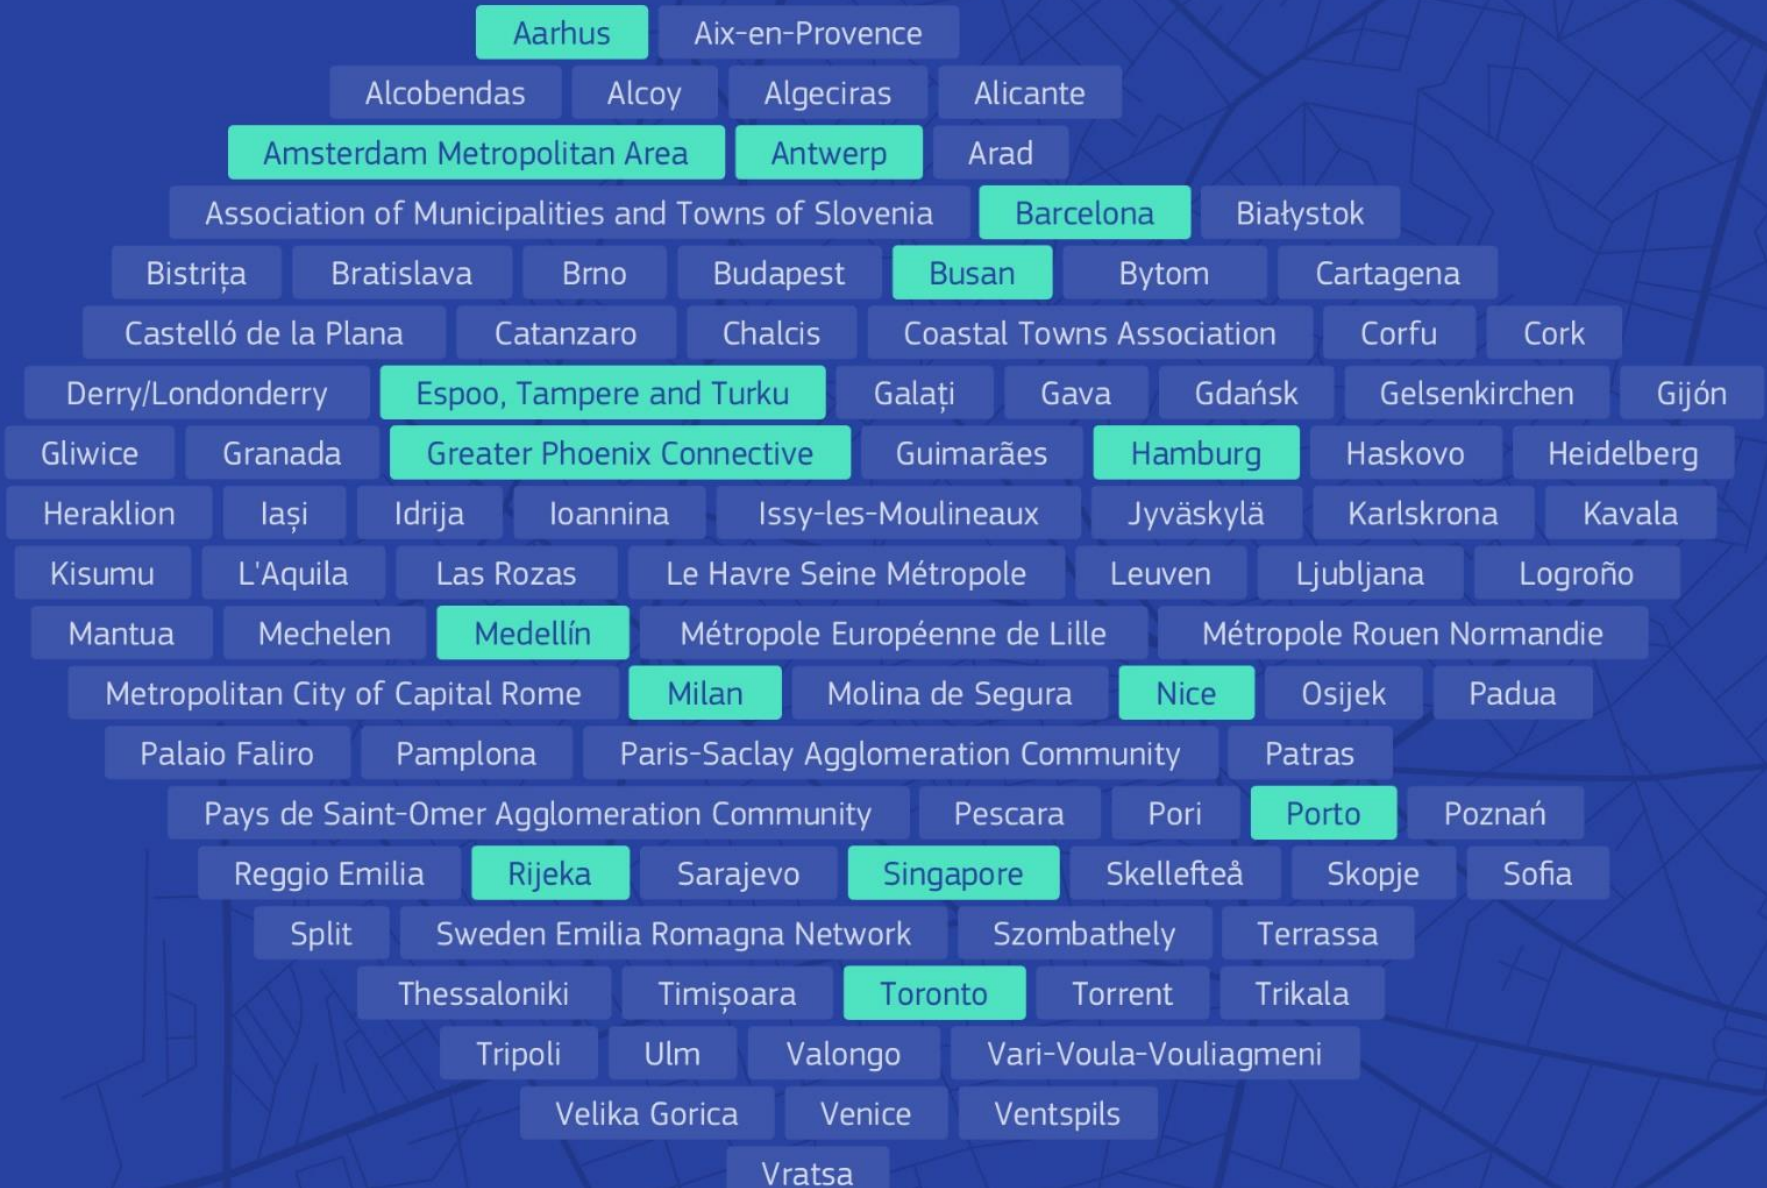 Aarhus Aix-en-Provence
Alcobendas Alcoy Algeciras Alicante
Amsterdam Metropolitan Area Antwerp Arad
Association of Municipalities and Towns of Slovenia Barcelona Białystok
Bistrița Bratislava Brno Budapest Busan Bytom Cartagena
Castelló de la Plana Catanzaro Chalcis Coastal Towns Association Corfu Cork
Derry/Londonderry Espoo, Tampere and Turku Galați Gava Gdańsk Gelsenkirchen Gijón
Gliwice Granada Greater Phoenix Connective Guimarães Hamburg Haskovo Heidelberg
Heraklion Iași Idrija Ioannina Issy-les-Moulineaux Jyväskylä Karlskrona Kavala
Kisumu L'Aquila Las Rozas Le Havre Seine Métropole Leuven Ljubljana Logroño
Mantua Mechelen Medellín Métropole Européenne de Lille Métropole Rouen Normandie
Metropolitan City of Capital Rome Milan Molina de Segura Nice Osijek Padua
Palaio Faliro Pamplona Paris-Saclay Agglomeration Community Patras
Pays de Saint-Omer Agglomeration Community Pescara Pori Porto Poznań
Reggio Emilia Rijeka Sarajevo Singapore Skellefteå Skopje Sofia
Split Sweden Emilia Romagna Network Szombathely Terrassa
Thessaloniki Timișoara Toronto Torrent Trikala
Tripoli Ulm Valongo Vari-Voula-Vouliagmeni
Velika Gorica Venice Ventspils
Vratsa